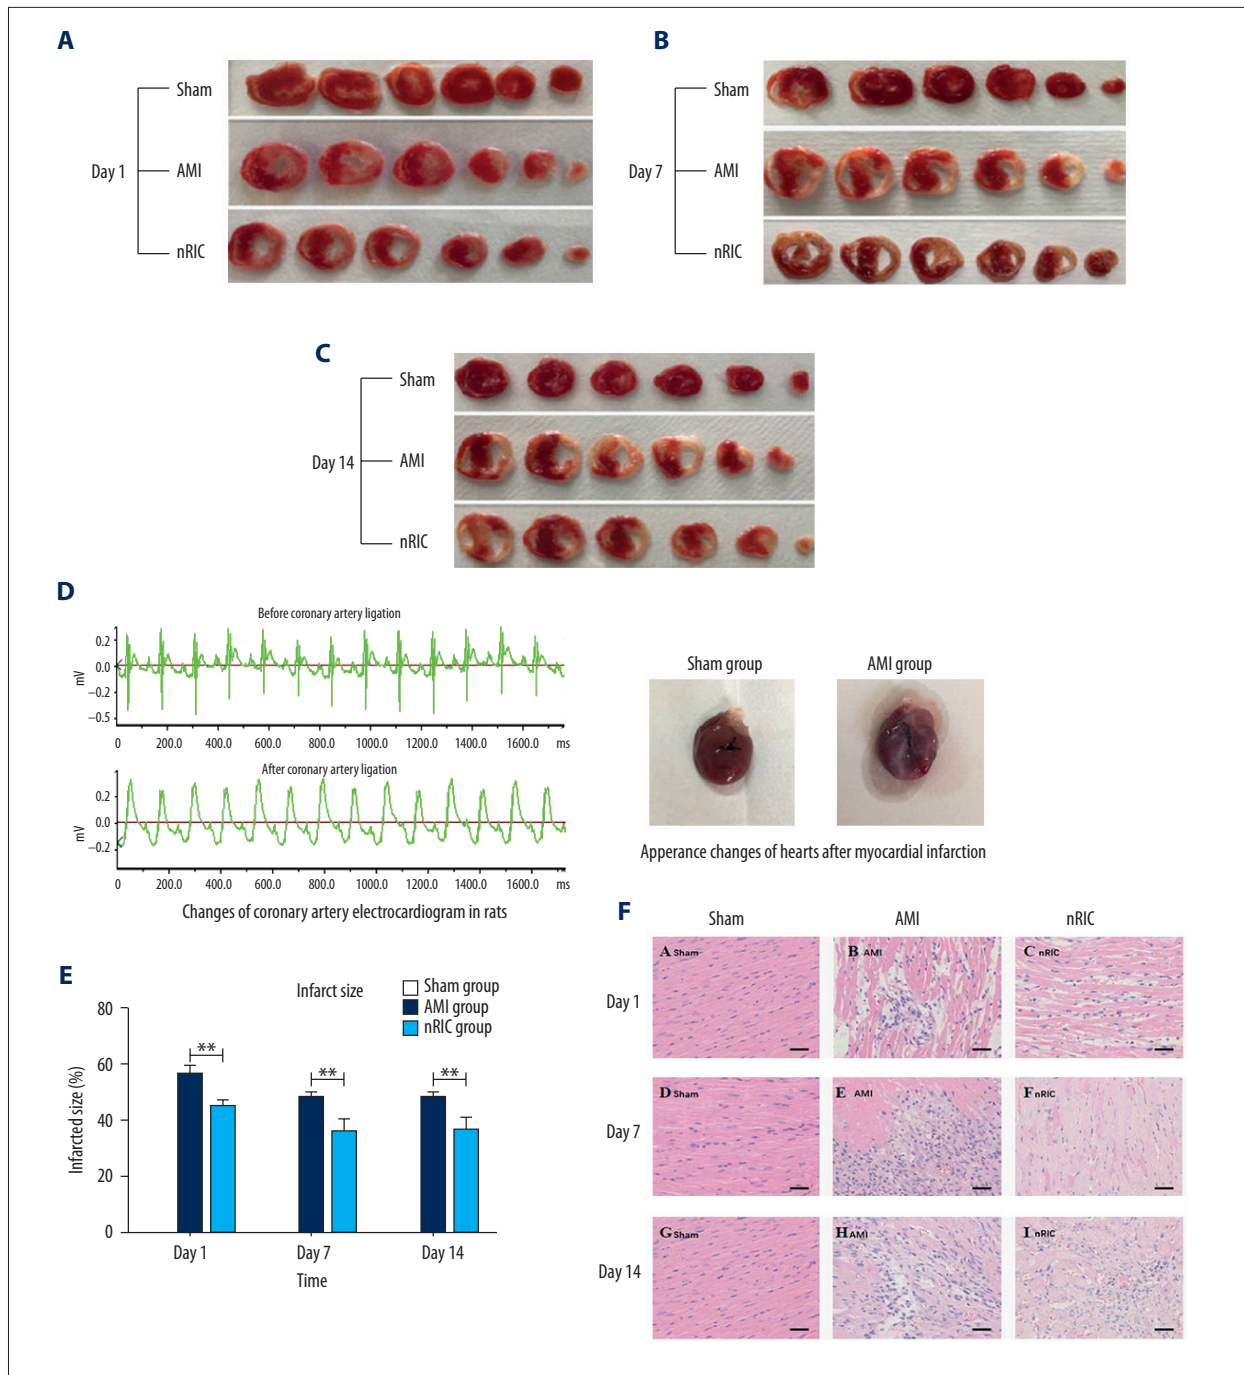 A
Day 1
Sham
AMI
nRIC
B
Day 7
Sham
AMI
nRIC
C
Day 14
Sham
AMI
nRIC
D
Before coronary artery ligation
mV
0.2
0.0
−0.2
−0.5
0 200.0 400.0 600.0 800.0 1000.0 1200.0 1400.0 1600.0 ms
After coronary artery ligation
mV
0.2
0.0
−0.2
0 200.0 400.0 600.0 800.0 1000.0 1200.0 1400.0 1600.0 ms
Changes of coronary artery electrocardiogram in rats
Sham group
AMI group
Apperance changes of hearts after myocardial infarction
E
Infarct size
Sham group
AMI group
nRIC group
Infarcted size (%)
80
60
40
20
0
**
**
**
Day 1 Day 7 Day 14
Time
F
Sham AMI nRIC
Day 1
A Sham
B AMI
C nRIC
Day 7
D Sham
E AMI
F nRIC
Day 14
G Sham
H AMI
I nRIC